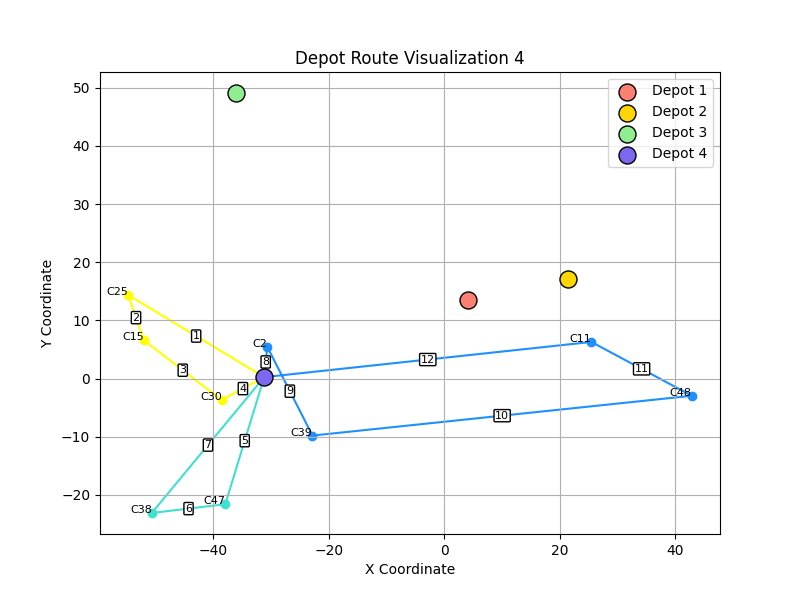 Depot Route Visualization 4
Depot 1
Depot 2
Depot 3
Depot 4
50
40
30
20
10
0
−10
−20
Y Coordinate
C25
2
C15
1
3
C30
4
C2
8
9
12
C11
11
C48
10
C39
7
5
C38
6
C47
−40
−20
0
20
40
X Coordinate